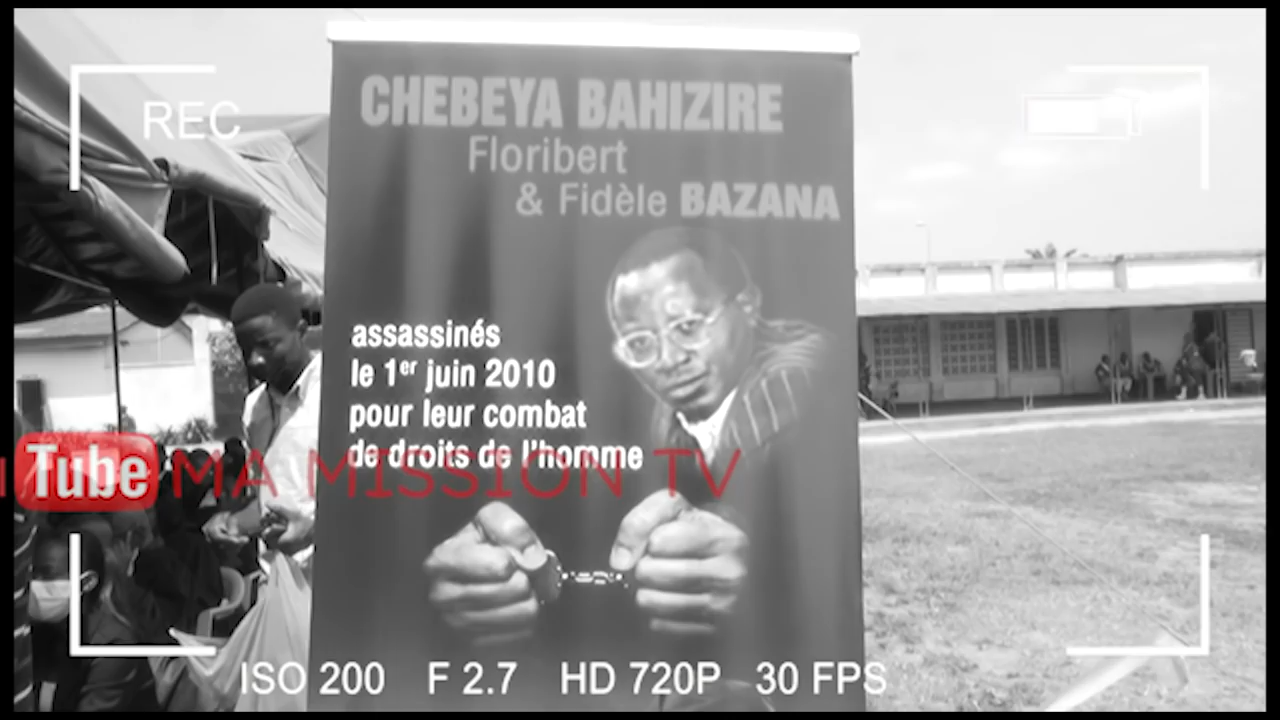 REC
CHEBEYA BAHIZIRE
Floribert
& Fidèle BAZANA
assassinés
le 1er juin 2010
pour leur combat
de droits de l'homme
Tube MA MISSION TV
ISO 200 F 2.7 HD 720P 30 FPS